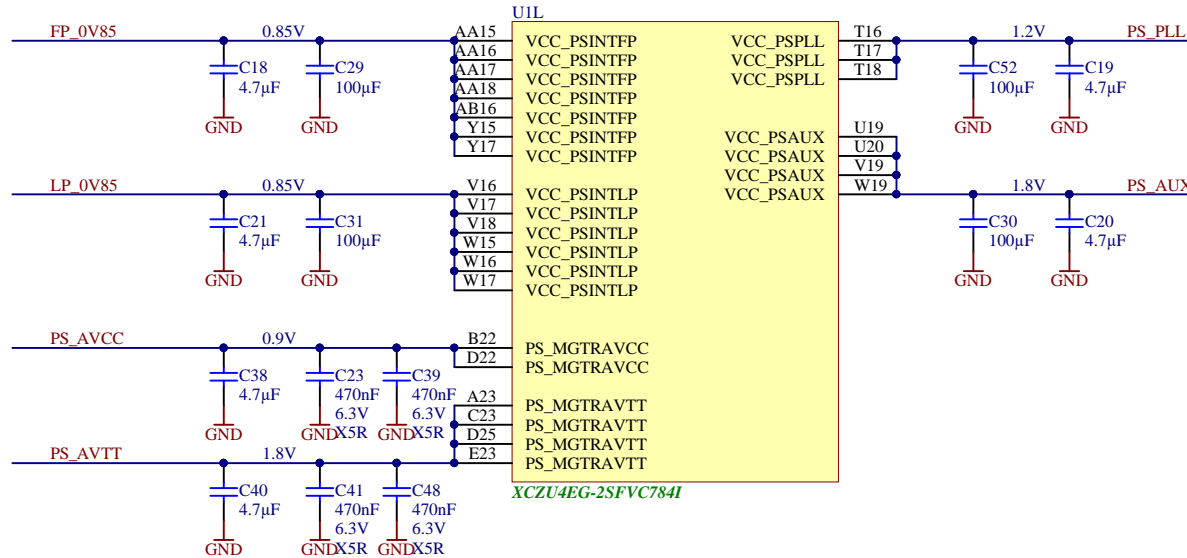 U1L
FP_0V85
0.85V
C18
4.7µF
GND
C29
100µF
GND
AA15
AA16
AA17
AA18
AB16
Y15
Y17
VCC_PSINTFP
VCC_PSINTFP
VCC_PSINTFP
VCC_PSINTFP
VCC_PSINTFP
VCC_PSINTFP
VCC_PSINTFP
VCC_PSPLL
VCC_PSPLL
VCC_PSPLL
T16
T17
T18
1.2V
PS_PLL
C52
100µF
GND
C19
4.7µF
GND
VCC_PSAUX
VCC_PSAUX
VCC_PSAUX
VCC_PSAUX
U19
U20
V19
W19
1.8V
PS_AUX
C30
100µF
GND
C20
4.7µF
GND
LP_0V85
0.85V
C21
4.7µF
GND
C31
100µF
GND
V16
V17
V18
W15
W16
W17
VCC_PSINTLP
VCC_PSINTLP
VCC_PSINTLP
VCC_PSINTLP
VCC_PSINTLP
VCC_PSINTLP
PS_AVCC
0.9V
C38
4.7µF
GND
C23
470nF
6.3V
X5R
GND
C39
470nF
6.3V
X5R
GND
B22
D22
PS_MGTRAVCC
PS_MGTRAVCC
A23
C23
D25
E23
PS_MGTRAVTT
PS_MGTRAVTT
PS_MGTRAVTT
PS_MGTRAVTT
PS_AVTT
1.8V
C40
4.7µF
GND
C41
470nF
6.3V
X5R
GND
C48
470nF
6.3V
X5R
GND
XCZU4EG-2SFVC784I